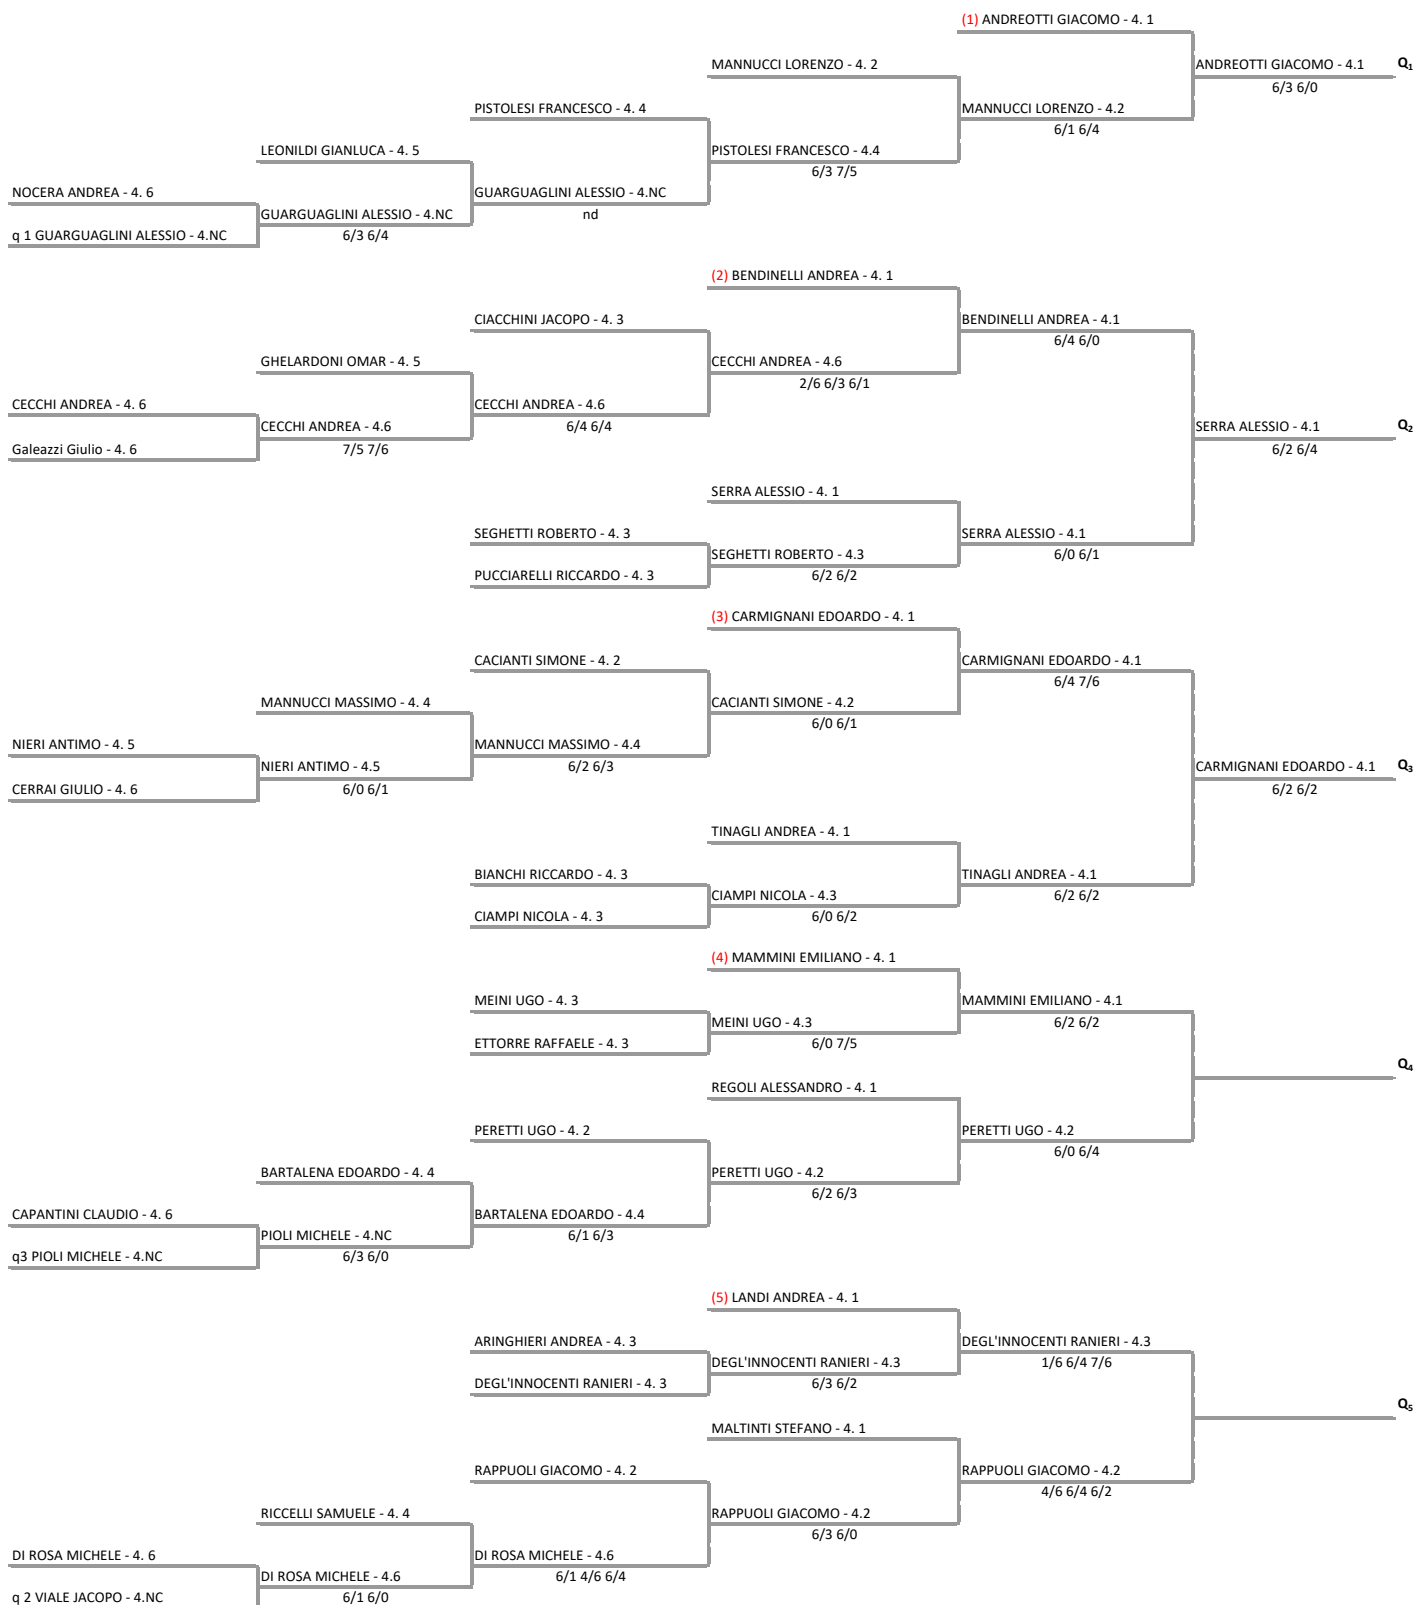 (1) ANDREOTTI GIACOMO - 4. 1
MANNUCCI LORENZO - 4. 2
ANDREOTTI GIACOMO - 4.1
Q1
6/3 6/0
PISTOLESI FRANCESCO - 4. 4
MANNUCCI LORENZO - 4.2
6/1 6/4
LEONILDI GIANLUCA - 4. 5
PISTOLESI FRANCESCO - 4.4
6/3 7/5
NOCERA ANDREA - 4. 6
GUARGUAGLINI ALESSIO - 4.NC
nd
GUARGUAGLINI ALESSIO - 4.NC
6/3 6/4
q 1 GUARGUAGLINI ALESSIO - 4.NC
(2) BENDINELLI ANDREA - 4. 1
CIACCHINI JACOPO - 4. 3
BENDINELLI ANDREA - 4.1
6/4 6/0
GHELARDONI OMAR - 4. 5
CECCHI ANDREA - 4.6
2/6 6/3 6/1
CECCHI ANDREA - 4. 6
CECCHI ANDREA - 4.6
6/4 6/4
CECCHI ANDREA - 4.6
7/5 7/6
SERRA ALESSIO - 4.1
Q2
6/2 6/4
Galeazzi Giulio - 4. 6
SERRA ALESSIO - 4. 1
SEGHETTI ROBERTO - 4. 3
SERRA ALESSIO - 4.1
6/0 6/1
SEGHETTI ROBERTO - 4.3
6/2 6/2
PUCCIARELLI RICCARDO - 4. 3
(3) CARMIGNANI EDOARDO - 4. 1
CACIANTI SIMONE - 4. 2
CARMIGNANI EDOARDO - 4.1
6/4 7/6
MANNUCCI MASSIMO - 4. 4
CACIANTI SIMONE - 4.2
6/0 6/1
NIERI ANTIMO - 4. 5
MANNUCCI MASSIMO - 4.4
6/2 6/3
NIERI ANTIMO - 4.5
6/0 6/1
CARMIGNANI EDOARDO - 4.1
Q3
6/2 6/2
CERRAI GIULIO - 4. 6
TINAGLI ANDREA - 4. 1
BIANCHI RICCARDO - 4. 3
TINAGLI ANDREA - 4.1
6/2 6/2
CIAMPI NICOLA - 4.3
6/0 6/2
CIAMPI NICOLA - 4. 3
(4) MAMMINI EMILIANO - 4. 1
MEINI UGO - 4. 3
MAMMINI EMILIANO - 4.1
6/2 6/2
MEINI UGO - 4.3
6/0 7/5
ETTORRE RAFFAELE - 4. 3
Q4
REGOLI ALESSANDRO - 4. 1
PERETTI UGO - 4. 2
PERETTI UGO - 4.2
6/0 6/4
BARTALENA EDOARDO - 4. 4
PERETTI UGO - 4.2
6/2 6/3
CAPANTINI CLAUDIO - 4. 6
BARTALENA EDOARDO - 4.4
6/1 6/3
PIOLI MICHELE - 4.NC
6/3 6/0
q3 PIOLI MICHELE - 4.NC
(5) LANDI ANDREA - 4. 1
ARINGHIERI ANDREA - 4. 3
DEGL'INNOCENTI RANIERI - 4.3
1/6 6/4 7/6
DEGL'INNOCENTI RANIERI - 4.3
6/3 6/2
DEGL'INNOCENTI RANIERI - 4. 3
Q5
MALTINTI STEFANO - 4. 1
RAPPUOLI GIACOMO - 4. 2
RAPPUOLI GIACOMO - 4.2
4/6 6/4 6/2
RICCELLI SAMUELE - 4. 4
RAPPUOLI GIACOMO - 4.2
6/3 6/0
DI ROSA MICHELE - 4. 6
DI ROSA MICHELE - 4.6
6/1 4/6 6/4
DI ROSA MICHELE - 4.6
6/1 6/0
q 2 VIALE JACOPO - 4.NC